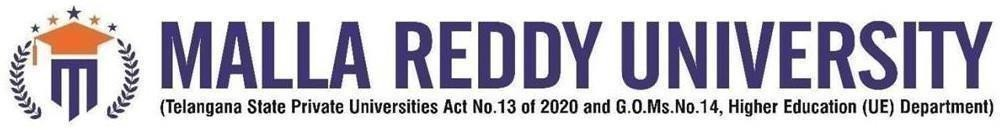 MALLA REDDY UNIVERSITY
(Telangana State Private Universities Act No.13 of 2020 and G.O.Ms.No.14, Higher Education (UE) Department)